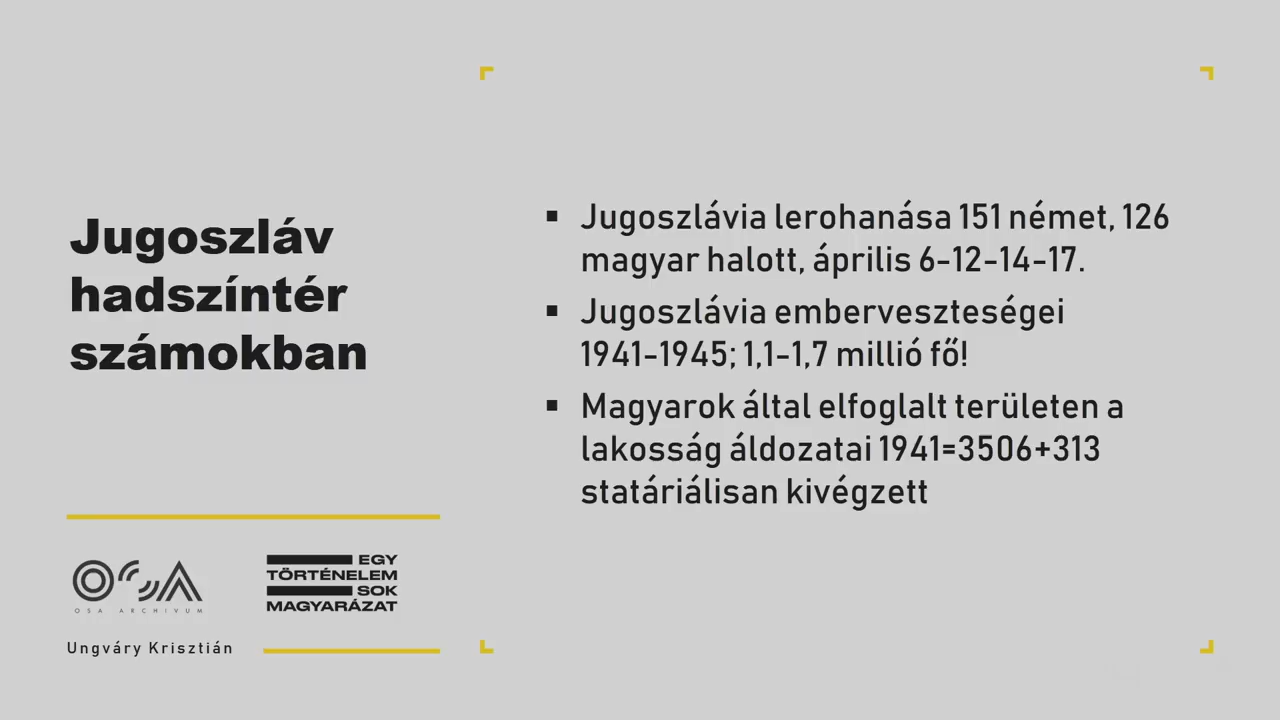 Jugoszláv
hadszíntér
számokban
Jugoszlávia lerohanása 151 német, 126
magyar halott, április 6-12-14-17.
Jugoszlávia emberveszteségei
1941-1945; 1,1-1,7 millió fő!
Magyarok által elfoglalt területen a
lakosság áldozatai 1941=3506+313
statáriálisan kivégzett
OSA
OSA ARCHIVUM
EGY
TÖRTÉNELEM
SOK
MAGYARÁZAT
Ungváry Krisztián